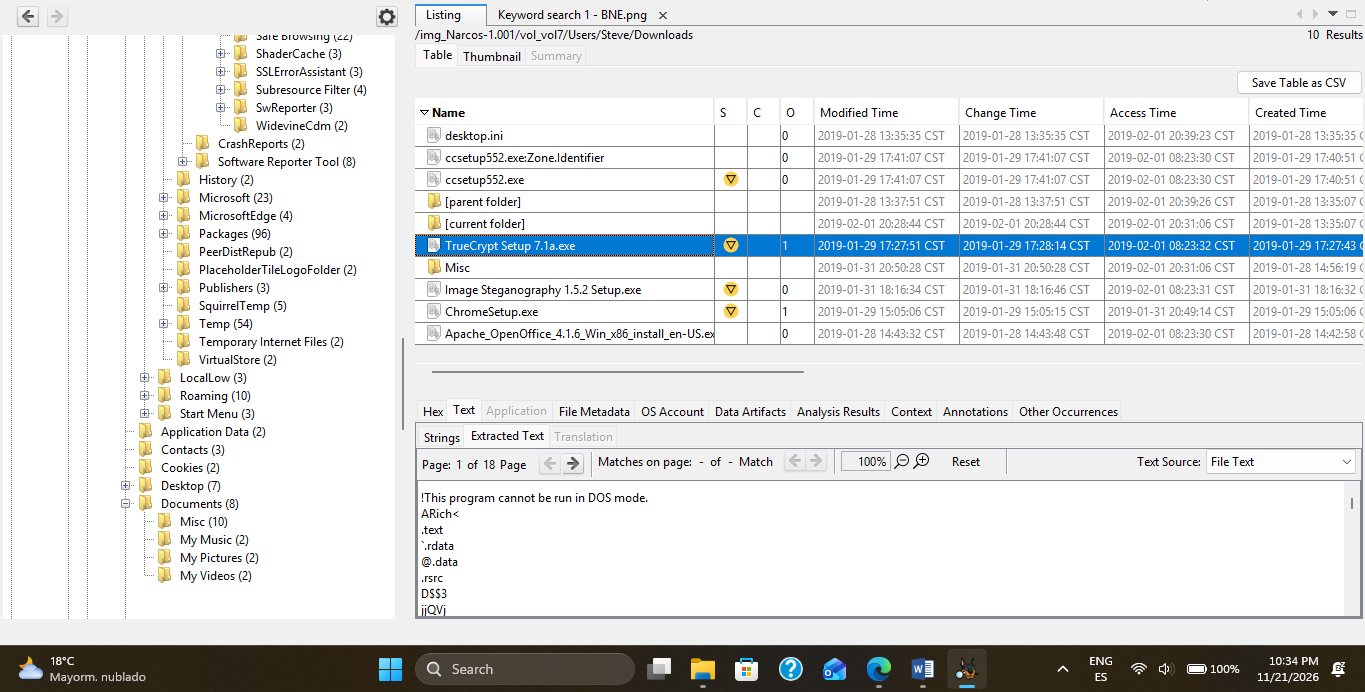 Listing
Keyword search 1 - BNE.png
/img_Narcos-1.001/vol_vol7/Users/Steve/Downloads
10 Results
Table Thumbnail Summary
Save Table as CSV
Name S C O Modified Time Change Time Access Time Created Time
desktop.ini 0 2019-01-28 13:35:35 CST 2019-01-28 13:35:35 CST 2019-02-01 20:39:23 CST 2019-01-28 13:35:35 C
ccsetup552.exe:Zone.Identifier 0 2019-01-29 17:41:07 CST 2019-01-29 17:41:07 CST 2019-02-01 08:23:30 CST 2019-01-29 17:40:51 C
ccsetup552.exe 0 2019-01-29 17:41:07 CST 2019-01-29 17:41:07 CST 2019-02-01 08:23:30 CST 2019-01-29 17:40:51 C
[parent folder] 2019-01-28 13:37:51 CST 2019-01-28 13:37:51 CST 2019-02-01 20:39:26 CST 2019-01-28 13:35:07 C
[current folder] 2019-02-01 20:28:44 CST 2019-02-01 20:28:44 CST 2019-02-01 20:31:06 CST 2019-01-28 13:35:07 C
TrueCrypt Setup 7.1a.exe 1 2019-01-29 17:27:51 CST 2019-01-29 17:28:14 CST 2019-02-01 08:23:32 CST 2019-01-29 17:27:43 C
Misc 2019-01-31 20:50:28 CST 2019-01-31 20:50:28 CST 2019-02-01 20:31:06 CST 2019-01-28 14:56:19 C
Image Steganography 1.5.2 Setup.exe 0 2019-01-31 18:16:34 CST 2019-01-31 18:16:46 CST 2019-02-01 08:23:31 CST 2019-01-31 18:16:32 C
ChromeSetup.exe 1 2019-01-29 15:05:06 CST 2019-01-29 15:05:15 CST 2019-01-31 20:49:14 CST 2019-01-29 15:05:06 C
Apache_OpenOffice_4.1.6_Win_x86_install_en-US.ex 0 2019-01-28 14:43:32 CST 2019-01-28 14:43:48 CST 2019-02-01 08:23:30 CST 2019-01-28 14:42:58 C
Safe Browsing (22)
ShaderCache (3)
SSLErrorAssistant (3)
Subresource Filter (4)
SwReporter (3)
WidevineCdm (2)
CrashReports (2)
Software Reporter Tool (8)
History (2)
Microsoft (23)
MicrosoftEdge (4)
Packages (96)
PeerDistRepub (2)
PlaceholderTileLogoFolder (2)
Publishers (3)
SquirrelTemp (5)
Temp (54)
Temporary Internet Files (2)
VirtualStore (2)
LocalLow (3)
Roaming (10)
Start Menu (3)
Application Data (2)
Contacts (3)
Cookies (2)
Desktop (7)
Documents (8)
Misc (10)
My Music (2)
My Pictures (2)
My Videos (2)
Hex Text Application File Metadata OS Account Data Artifacts Analysis Results Context Annotations Other Occurrences
Strings Extracted Text Translation
Page: 1 of 18 Page Matches on page: - of - Match 100% Reset Text Source: File Text
!This program cannot be run in DOS mode.
ARich<
.text
`.rdata
@.data
.rsrc
D$$3
jjQVj
18°C
Mayorm. nublado
Search
ENG
ES
100%
10:34 PM
11/21/2026